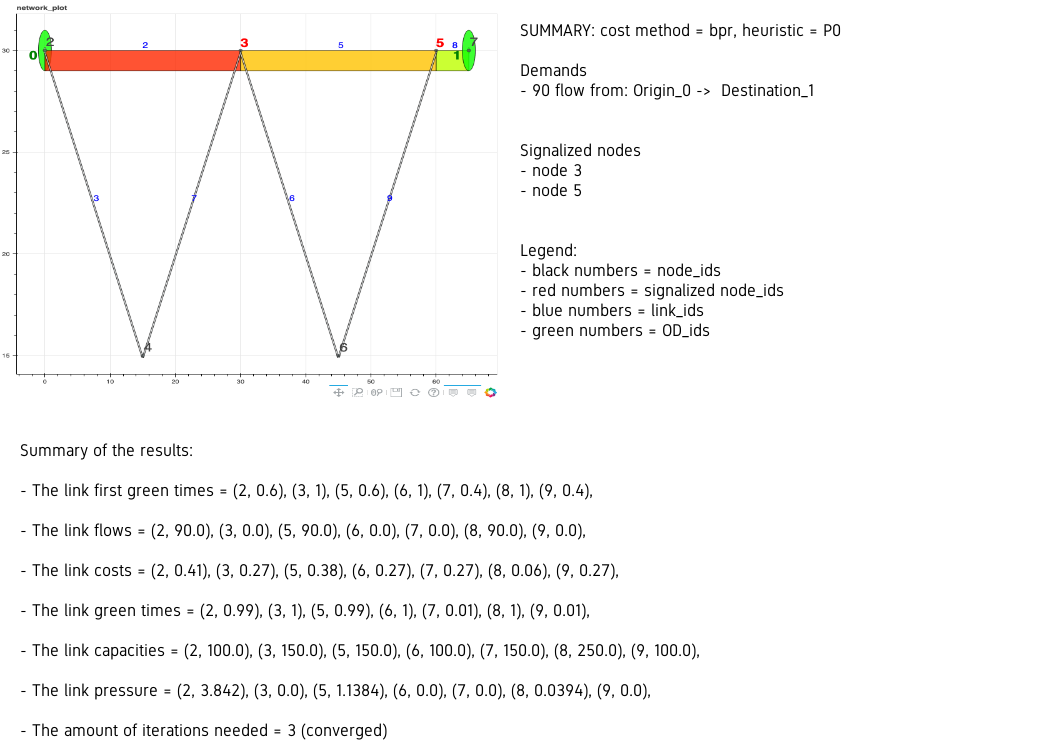 network_plot
SUMMARY: cost method = bpr, heuristic = P0
Demands
- 90 flow from: Origin_0 -> Destination_1
Signalized nodes
- node 3
- node 5
Legend:
- black numbers = node_ids
- red numbers = signalized node_ids
- blue numbers = link_ids
- green numbers = OD_ids
30
25
20
15
0 10 20 30 40 50 60
0 2 2 3 5 5 8 1 7
3 7 6 9
4 6
Summary of the results:
- The link first green times = (2, 0.6), (3, 1), (5, 0.6), (6, 1), (7, 0.4), (8, 1), (9, 0.4),
- The link flows = (2, 90.0), (3, 0.0), (5, 90.0), (6, 0.0), (7, 0.0), (8, 90.0), (9, 0.0),
- The link costs = (2, 0.41), (3, 0.27), (5, 0.38), (6, 0.27), (7, 0.27), (8, 0.06), (9, 0.27),
- The link green times = (2, 0.99), (3, 1), (5, 0.99), (6, 1), (7, 0.01), (8, 1), (9, 0.01),
- The link capacities = (2, 100.0), (3, 150.0), (5, 150.0), (6, 100.0), (7, 150.0), (8, 250.0), (9, 100.0),
- The link pressure = (2, 3.842), (3, 0.0), (5, 1.1384), (6, 0.0), (7, 0.0), (8, 0.0394), (9, 0.0),
- The amount of iterations needed = 3 (converged)